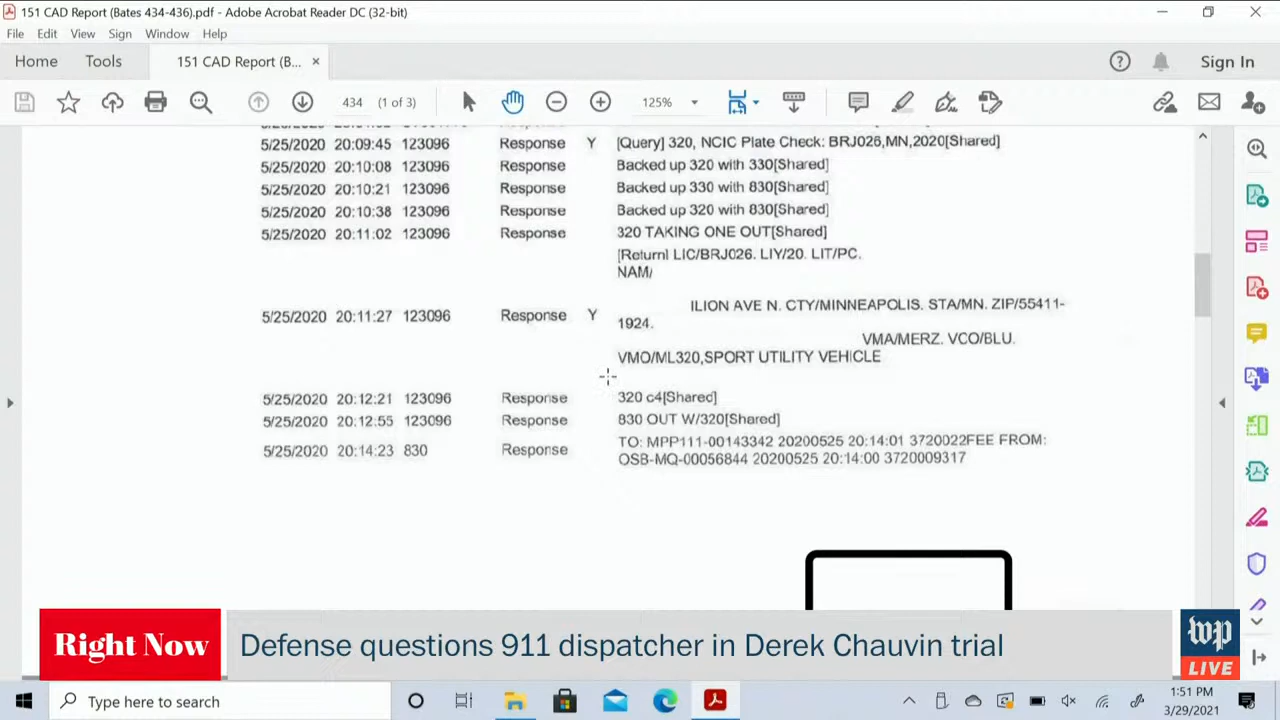 151 CAD Report (Bates 434-436).pdf - Adobe Acrobat Reader DC (32-bit)
File Edit View Sign Window Help
Home Tools 151 CAD Report (B... × Sign In
434 (1 of 3) 125%
5/25/2020 20:09:45 123096 Response Y [Query] 320, NCIC Plate Check: BRJ026,MN,2020[Shared]
5/25/2020 20:10:08 123096 Response Backed up 320 with 330[Shared]
5/25/2020 20:10:21 123096 Response Backed up 330 with 830[Shared]
5/25/2020 20:10:38 123096 Response Backed up 320 with 830[Shared]
5/25/2020 20:11:02 123096 Response 320 TAKING ONE OUT[Shared]
[Return] LIC/BRJ026. LIY/20. LIT/PC.
NAM/
ILION AVE N. CTY/MINNEAPOLIS. STA/MN. ZIP/55411-
5/25/2020 20:11:27 123096 Response Y 1924.
VMA/MERZ. VCO/BLU.
VMO/ML320,SPORT UTILITY VEHICLE
5/25/2020 20:12:21 123096 Response 320 c4[Shared]
5/25/2020 20:12:55 123096 Response 830 OUT W/320[Shared]
5/25/2020 20:14:23 830 Response TO: MPP111-00143342 20200525 20:14:01 3720022FEE FROM:
OSB-MQ-00056844 20200525 20:14:00 3720009317
Right Now Defense questions 911 dispatcher in Derek Chauvin trial
wp
LIVE
Type here to search
1:51 PM
3/29/2021